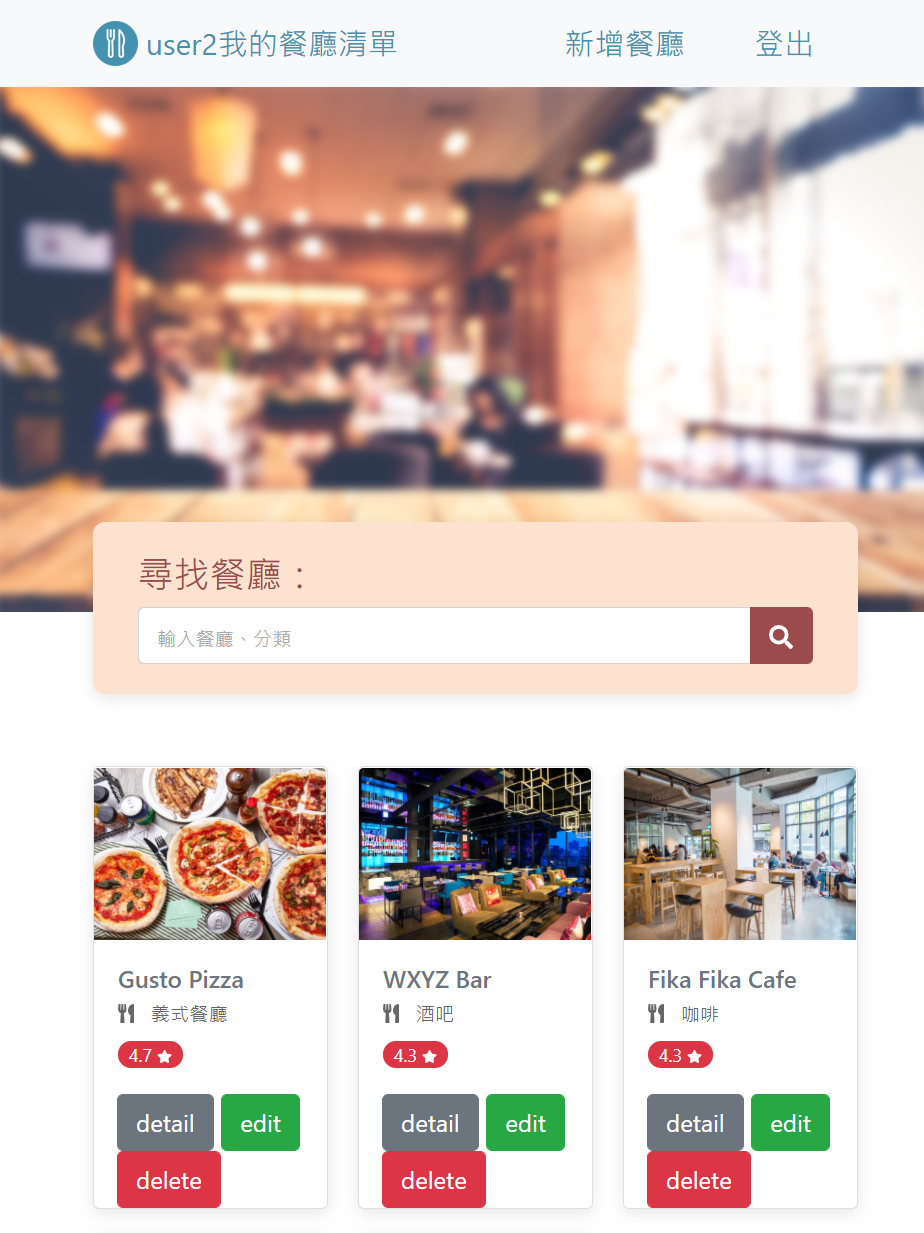 user2我的餐廳清單 新增餐廳 登出
尋找餐廳：
輸入餐廳、分類
Gusto Pizza
義式餐廳
4.7
detail edit
delete
WXYZ Bar
酒吧
4.3
detail edit
delete
Fika Fika Cafe
咖啡
4.3
detail edit
delete